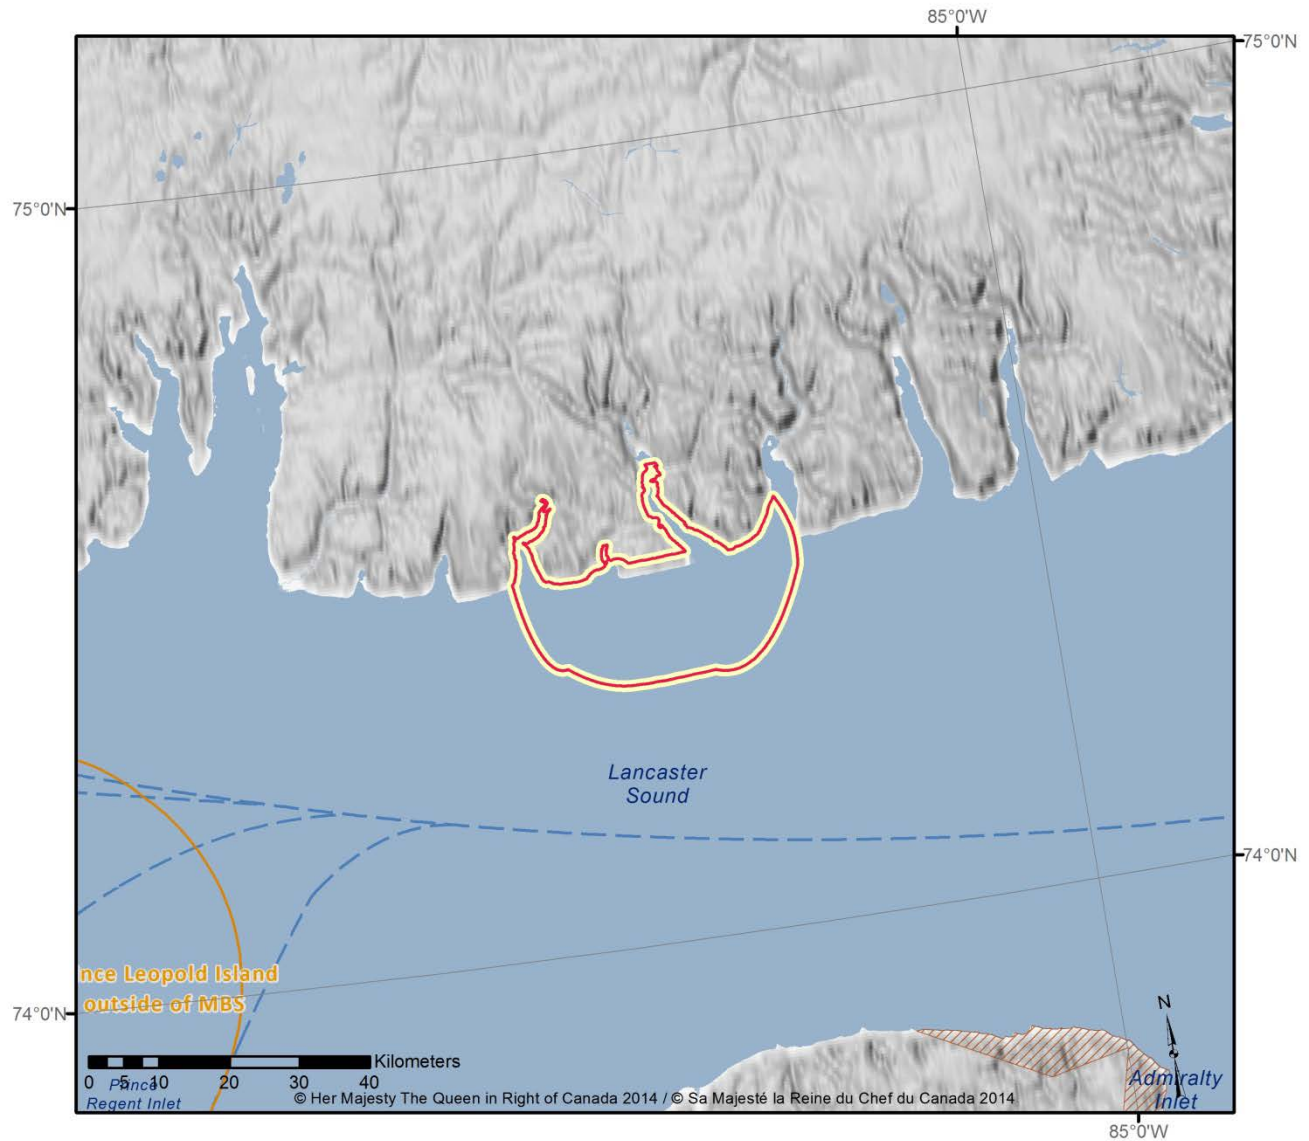 85°0'W
75°0'N
75°0'N
Lancaster
Sound
74°0'N
nce Leopold Island
outside of MBS
74°0'N
N
Kilometers
0 5 10 20 30 40
Prince
Regent Inlet
© Her Majesty The Queen in Right of Canada 2014 / © Sa Majesté la Reine du Chef du Canada 2014
Admiralty
Inlet
85°0'W